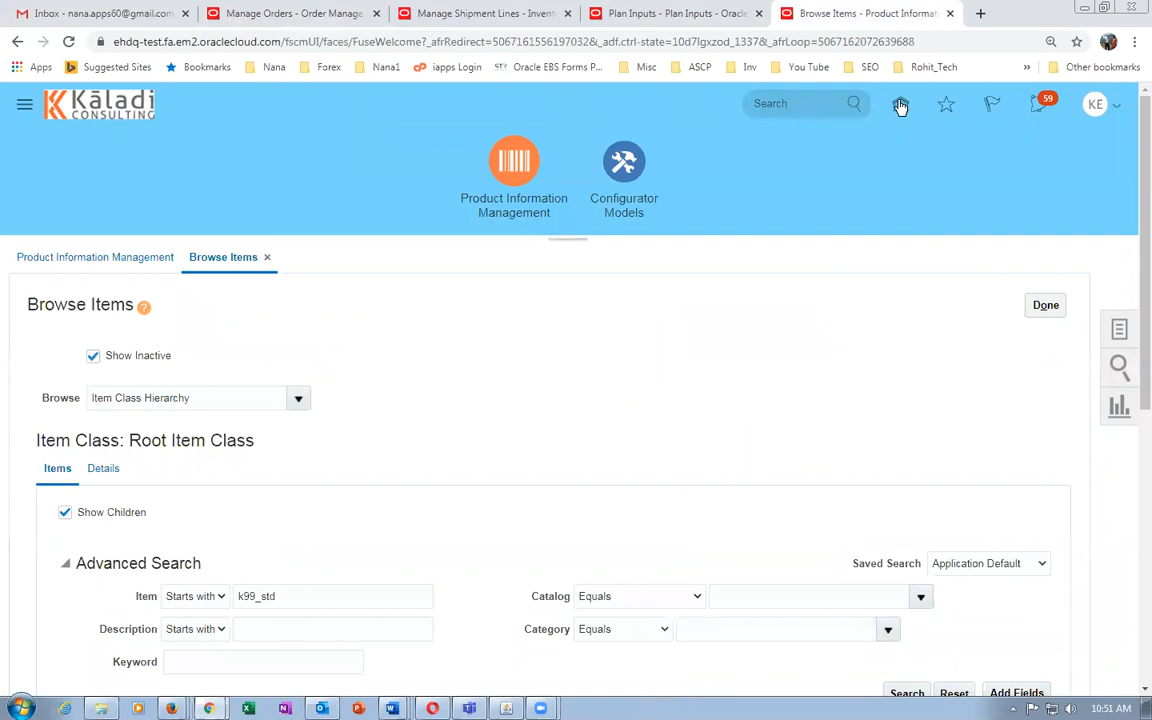 Inbox - nana.apps60@gmail.com
Manage Orders - Order Manage
Manage Shipment Lines - Invent
Plan Inputs - Plan Inputs - Oracle
Browse Items - Product Informat
ehdq-test.fa.em2.oraclecloud.com/fscmUI/faces/FuseWelcome?_afrRedirect=5067161556197032&_adf.ctrl-state=10d7lgxzod_1337&_afrLoop=5067162072639688
Apps Suggested Sites Bookmarks Nana Forex Nana1 iapps Login Oracle EBS Forms P... Misc ASCP Inv You Tube SEO Rohit_Tech » Other bookmarks
Kāladi
CONSULTING
Search
59
KE
Product Information
Management
Configurator
Models
Product Information Management Browse Items
Browse Items ?
Done
Show Inactive
Browse Item Class Hierarchy
Item Class: Root Item Class
Items Details
Show Children
Advanced Search
Saved Search Application Default
Item Starts with k99_std Catalog Equals
Description Starts with Category Equals
Keyword
Search Reset Add Fields
10:51 AM